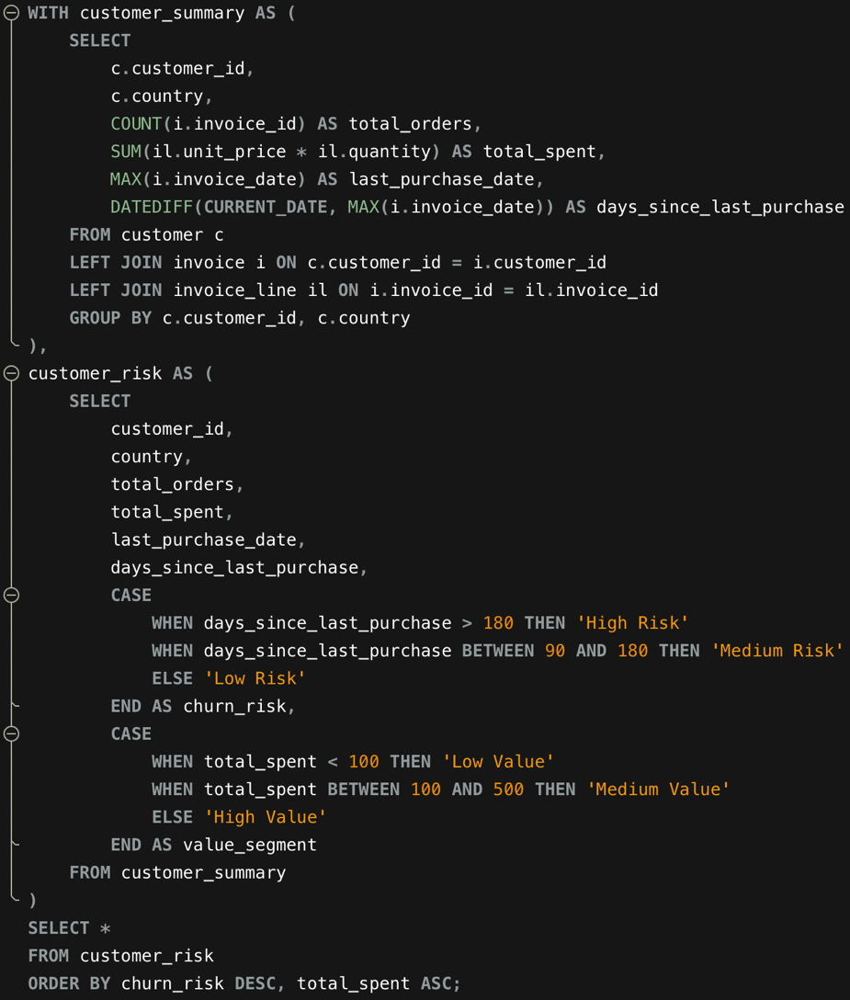 WITH customer_summary AS (
    SELECT
        c.customer_id,
        c.country,
        COUNT(i.invoice_id) AS total_orders,
        SUM(il.unit_price * il.quantity) AS total_spent,
        MAX(i.invoice_date) AS last_purchase_date,
        DATEDIFF(CURRENT_DATE, MAX(i.invoice_date)) AS days_since_last_purchase
    FROM customer c
    LEFT JOIN invoice i ON c.customer_id = i.customer_id
    LEFT JOIN invoice_line il ON i.invoice_id = il.invoice_id
    GROUP BY c.customer_id, c.country
),
customer_risk AS (
    SELECT
        customer_id,
        country,
        total_orders,
        total_spent,
        last_purchase_date,
        days_since_last_purchase,
        CASE
            WHEN days_since_last_purchase > 180 THEN 'High Risk'
            WHEN days_since_last_purchase BETWEEN 90 AND 180 THEN 'Medium Risk'
            ELSE 'Low Risk'
        END AS churn_risk,
        CASE
            WHEN total_spent < 100 THEN 'Low Value'
            WHEN total_spent BETWEEN 100 AND 500 THEN 'Medium Value'
            ELSE 'High Value'
        END AS value_segment
    FROM customer_summary
)
SELECT *
FROM customer_risk
ORDER BY churn_risk DESC, total_spent ASC;